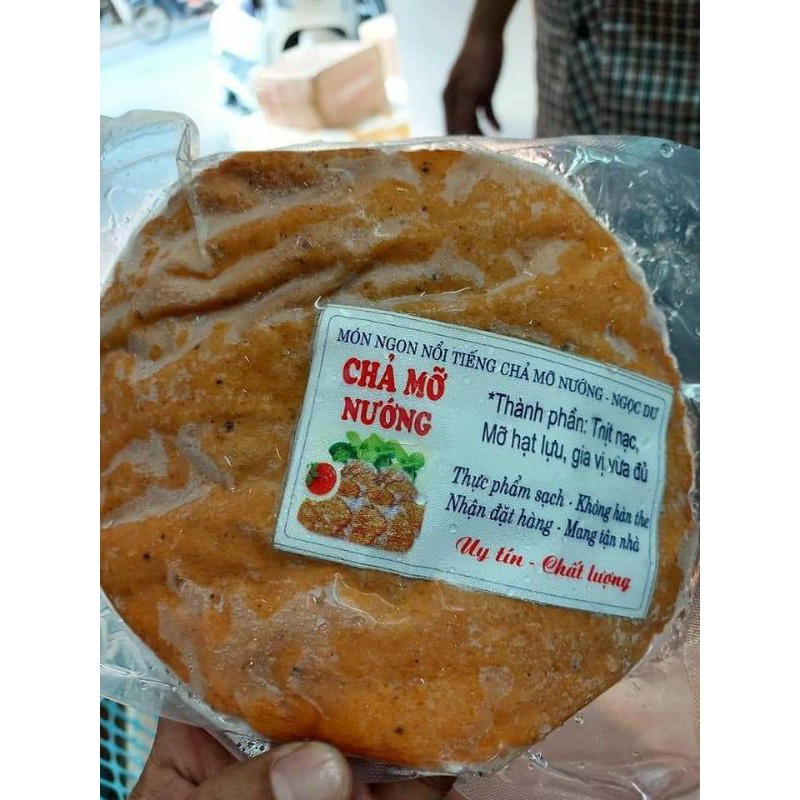 MÓN NGON NỔI TIẾNG CHẢ MỠ NƯỚNG - NGỌC DƯ
CHẢ MỠ
NƯỚNG
*Thành phần: Thịt nạc,
Mỡ hạt lựu, gia vị vừa đủ
Thực phẩm sạch - Không hàn the
Nhận đặt hàng - Mang tận nhà
Uy tín - Chất lượng